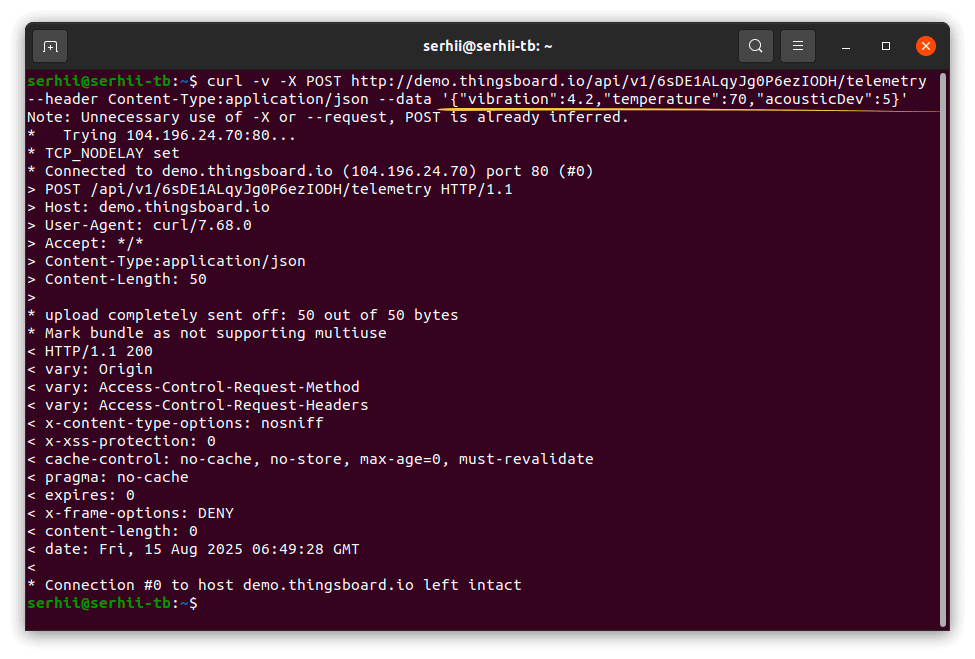 serhii@serhii-tb: ~
serhii@serhii-tb:~$ curl -v -X POST http://demo.thingsboard.io/api/v1/6sDE1ALqyJg0P6ezIODH/telemetry
--header Content-Type:application/json --data '{"vibration":4.2,"temperature":70,"acousticDev":5}'
Note: Unnecessary use of -X or --request, POST is already inferred.
*   Trying 104.196.24.70:80...
* TCP_NODELAY set
* Connected to demo.thingsboard.io (104.196.24.70) port 80 (#0)
> POST /api/v1/6sDE1ALqyJg0P6ezIODH/telemetry HTTP/1.1
> Host: demo.thingsboard.io
> User-Agent: curl/7.68.0
> Accept: */*
> Content-Type:application/json
> Content-Length: 50
>
* upload completely sent off: 50 out of 50 bytes
* Mark bundle as not supporting multiuse
< HTTP/1.1 200
< vary: Origin
< vary: Access-Control-Request-Method
< vary: Access-Control-Request-Headers
< x-content-type-options: nosniff
< x-xss-protection: 0
< cache-control: no-cache, no-store, max-age=0, must-revalidate
< pragma: no-cache
< expires: 0
< x-frame-options: DENY
< content-length: 0
< date: Fri, 15 Aug 2025 06:49:28 GMT
<
* Connection #0 to host demo.thingsboard.io left intact
serhii@serhii-tb:~$